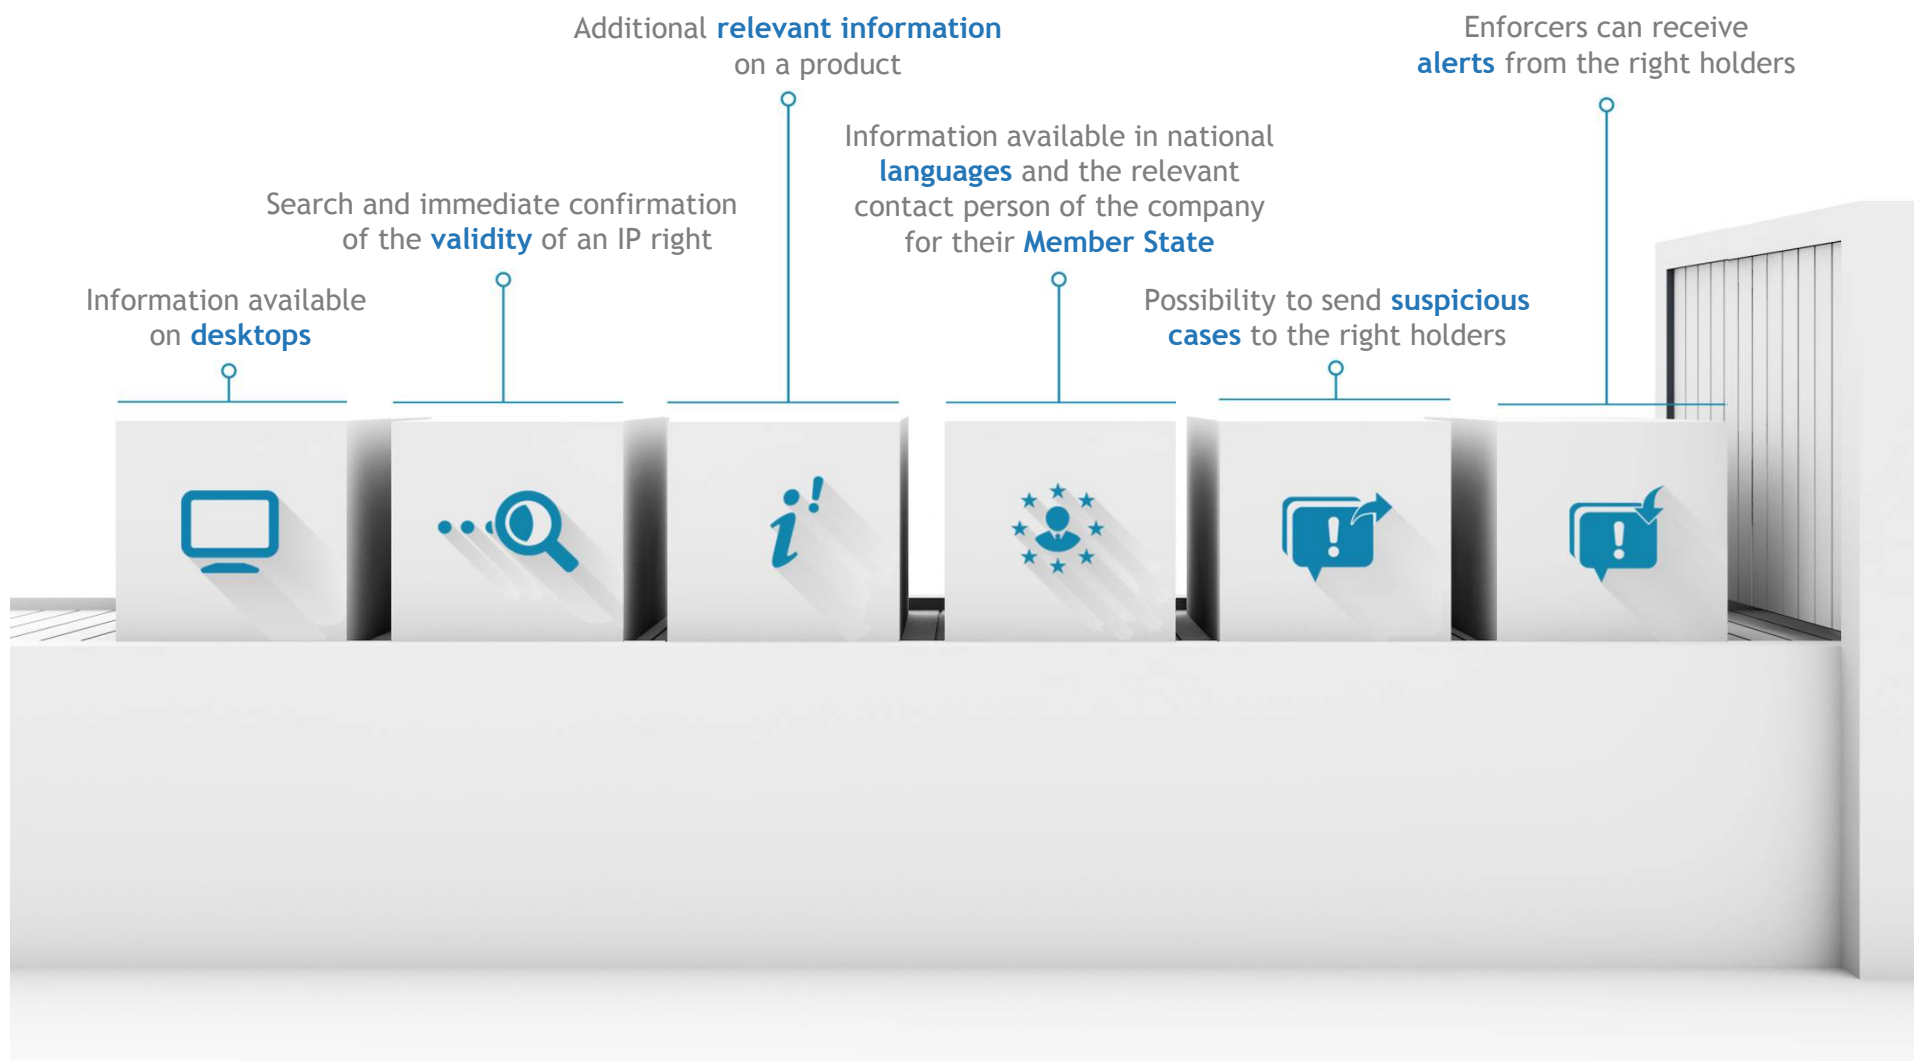 Information available
on desktops
Search and immediate confirmation
of the validity of an IP right
Additional relevant information
on a product
Information available in national
languages and the relevant
contact person of the company
for their Member State
Possibility to send suspicious
cases to the right holders
Enforcers can receive
alerts from the right holders